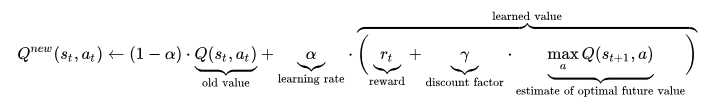 learned value
Q^{new}(s_t, a_t) ← (1 − α) · Q(s_t, a_t) + α · ( r_t + γ · max_a Q(s_{t+1}, a) )
old value
learning rate
reward
discount factor
estimate of optimal future value